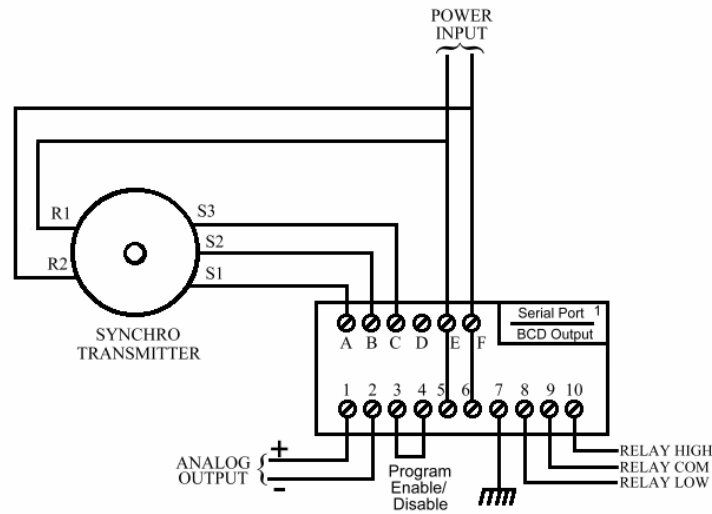 POWER
INPUT
R1
R2
S3
S2
S1
SYNCHRO
TRANSMITTER
Serial Port 1
BCD Output
A B C D E F
1 2 3 4 5 6 7 8 9 10
+
ANALOG
OUTPUT
-
Program
Enable/
Disable
RELAY HIGH
RELAY COM
RELAY LOW